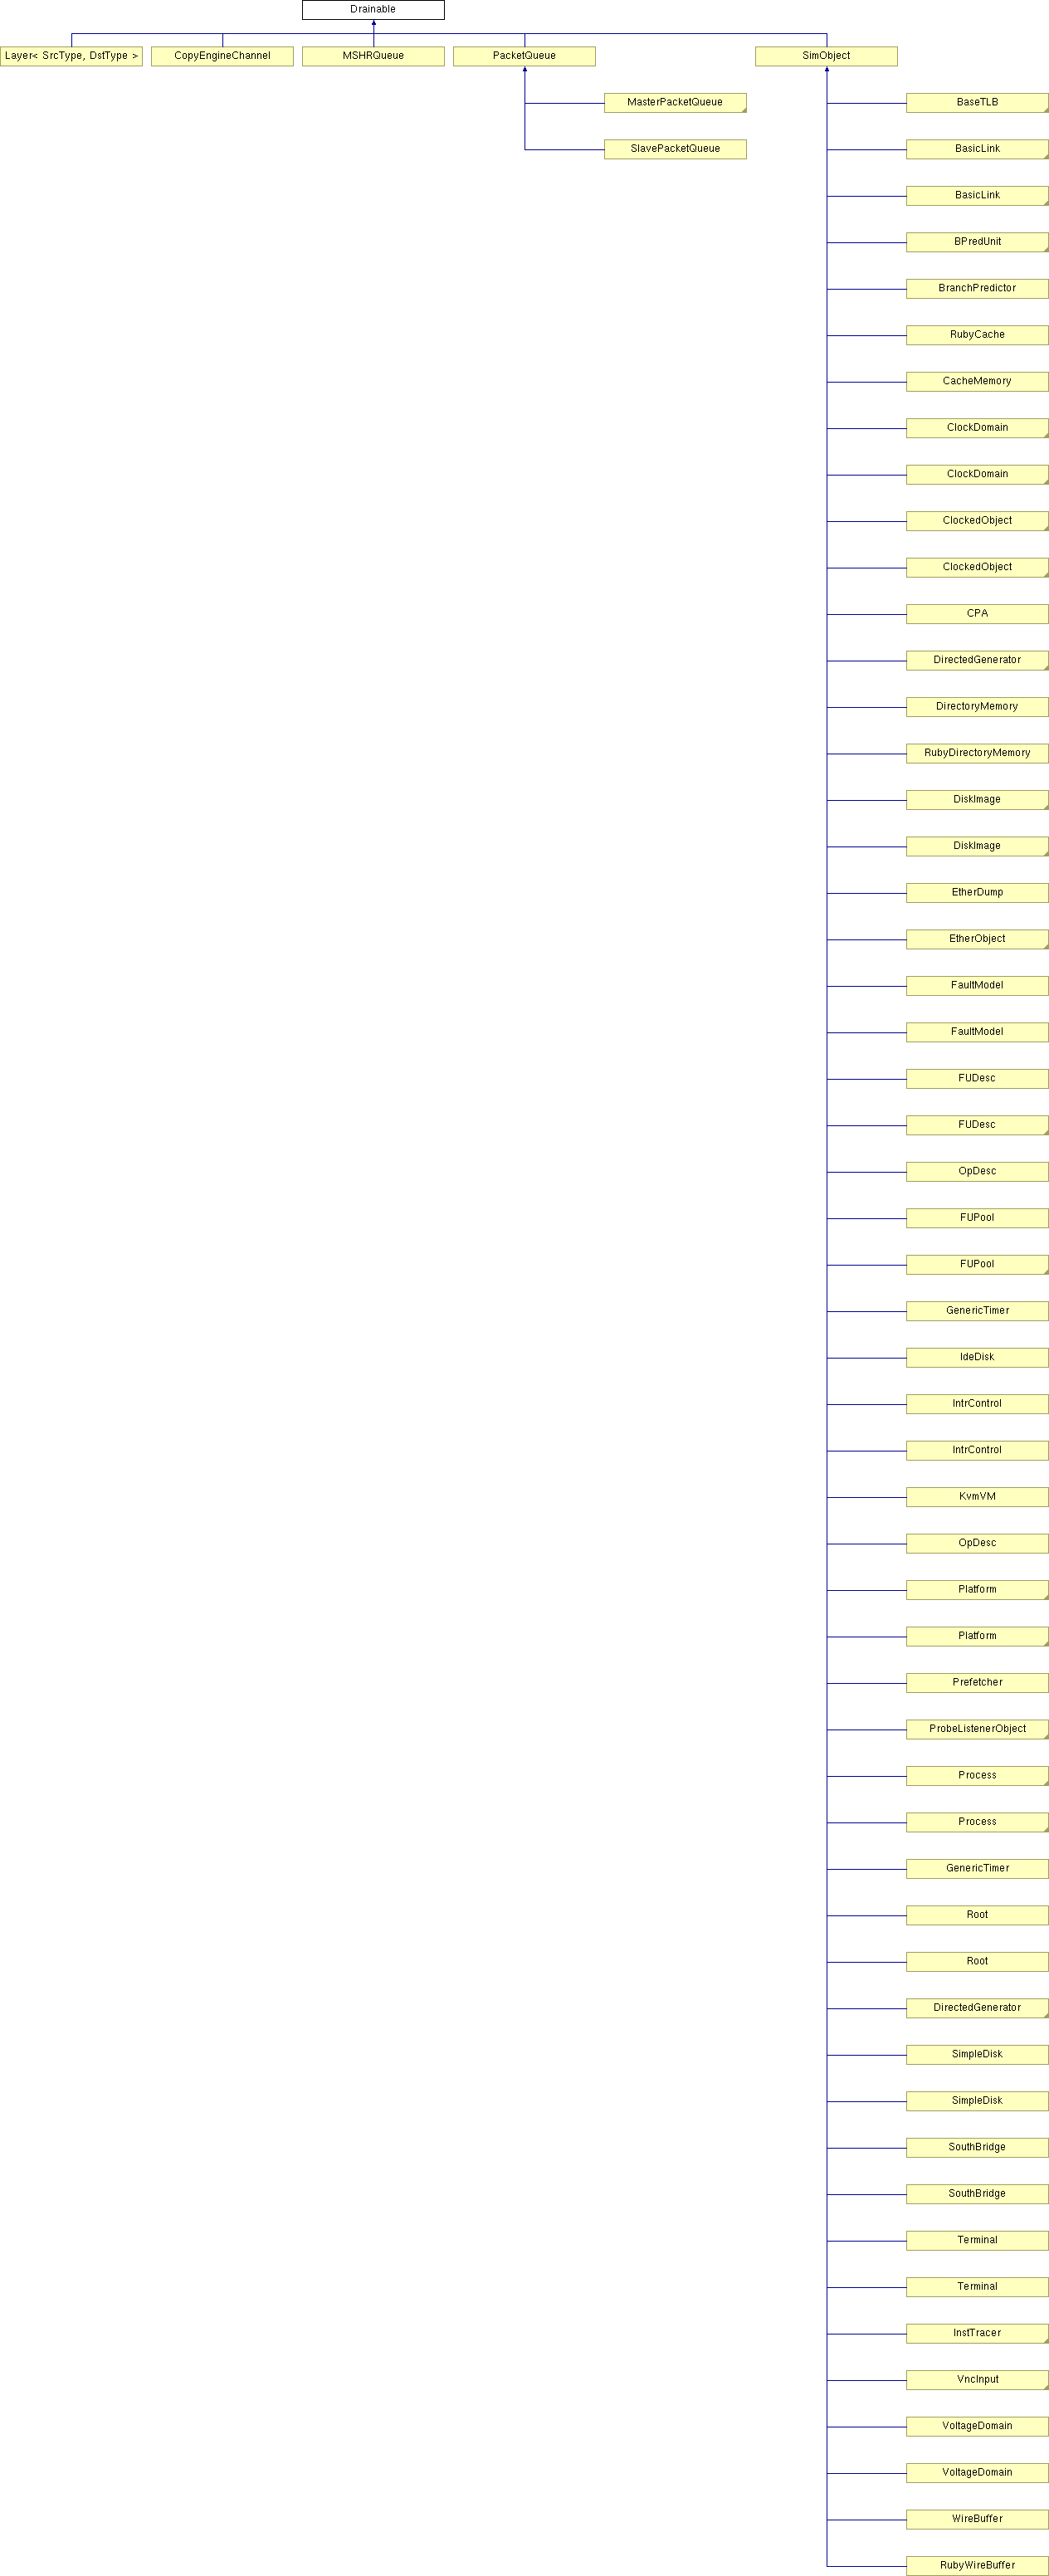 Drainable
Layer< SrcType, DstType >
CopyEngineChannel
MSHRQueue
PacketQueue
SimObject
MasterPacketQueue
BaseTLB
SlavePacketQueue
BasicLink
BasicLink
BPredUnit
BranchPredictor
RubyCache
CacheMemory
ClockDomain
ClockDomain
ClockedObject
ClockedObject
CPA
DirectedGenerator
DirectoryMemory
RubyDirectoryMemory
DiskImage
DiskImage
EtherDump
EtherObject
FaultModel
FaultModel
FUDesc
FUDesc
OpDesc
FUPool
FUPool
GenericTimer
IdeDisk
IntrControl
IntrControl
KvmVM
OpDesc
Platform
Platform
Prefetcher
ProbeListenerObject
Process
Process
GenericTimer
Root
Root
DirectedGenerator
SimpleDisk
SimpleDisk
SouthBridge
SouthBridge
Terminal
Terminal
InstTracer
VncInput
VoltageDomain
VoltageDomain
WireBuffer
RubyWireBuffer